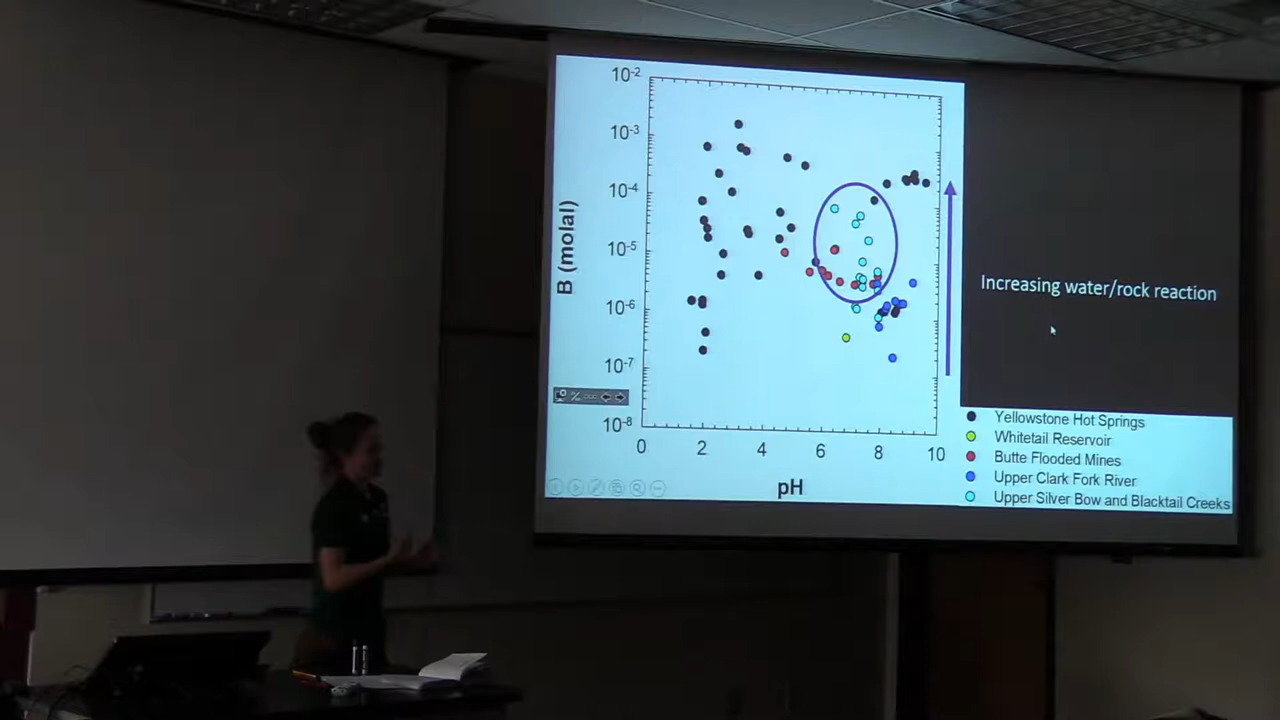 10-2
10-3
10-4
10-5
10-6
10-7
10-8
B (molal)
0 2 4 6 8 10
pH
Increasing water/rock reaction
Yellowstone Hot Springs
Whitetail Reservoir
Butte Flooded Mines
Upper Clark Fork River
Upper Silver Bow and Blacktail Creeks